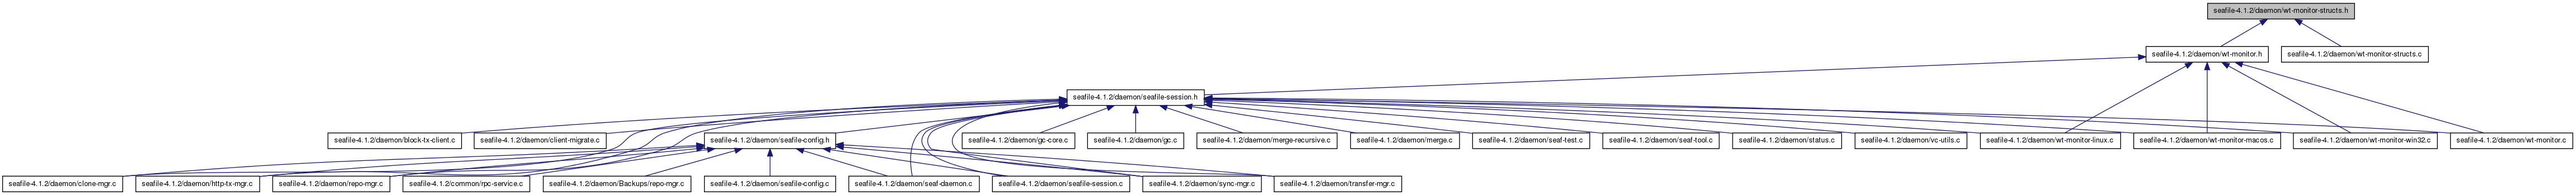 seafile-4.1.2/daemon/wt-monitor-structs.h
seafile-4.1.2/daemon/wt-monitor.h
seafile-4.1.2/daemon/wt-monitor-structs.c
seafile-4.1.2/daemon/seafile-session.h
seafile-4.1.2/daemon/block-tx-client.c
seafile-4.1.2/daemon/client-migrate.c
seafile-4.1.2/daemon/seafile-config.h
seafile-4.1.2/daemon/gc-core.c
seafile-4.1.2/daemon/gc.c
seafile-4.1.2/daemon/merge-recursive.c
seafile-4.1.2/daemon/merge.c
seafile-4.1.2/daemon/seaf-test.c
seafile-4.1.2/daemon/seaf-tool.c
seafile-4.1.2/daemon/status.c
seafile-4.1.2/daemon/vc-utils.c
seafile-4.1.2/daemon/wt-monitor-linux.c
seafile-4.1.2/daemon/wt-monitor-macos.c
seafile-4.1.2/daemon/wt-monitor-win32.c
seafile-4.1.2/daemon/wt-monitor.c
seafile-4.1.2/daemon/clone-mgr.c
seafile-4.1.2/daemon/http-tx-mgr.c
seafile-4.1.2/daemon/repo-mgr.c
seafile-4.1.2/common/rpc-service.c
seafile-4.1.2/daemon/Backups/repo-mgr.c
seafile-4.1.2/daemon/seafile-config.c
seafile-4.1.2/daemon/seaf-daemon.c
seafile-4.1.2/daemon/seafile-session.c
seafile-4.1.2/daemon/sync-mgr.c
seafile-4.1.2/daemon/transfer-mgr.c